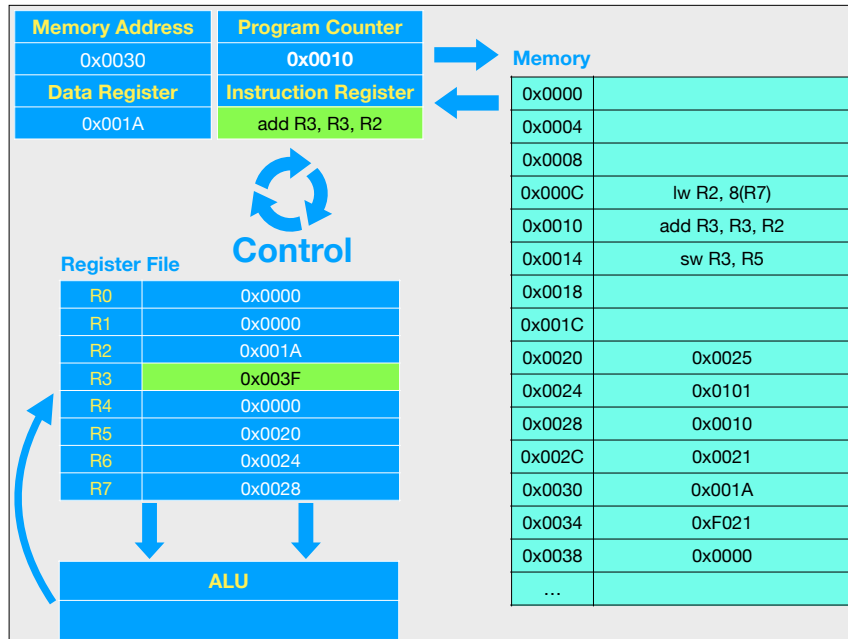 Memory Address Program Counter
0x0030 0x0010
Data Register Instruction Register
0x001A add R3, R3, R2
Control
Register File
R0 0x0000
R1 0x0000
R2 0x001A
R3 0x003F
R4 0x0000
R5 0x0020
R6 0x0024
R7 0x0028
ALU
Memory
0x0000
0x0004
0x0008
0x000C lw R2, 8(R7)
0x0010 add R3, R3, R2
0x0014 sw R3, R5
0x0018
0x001C
0x0020 0x0025
0x0024 0x0101
0x0028 0x0010
0x002C 0x0021
0x0030 0x001A
0x0034 0xF021
0x0038 0x0000
…